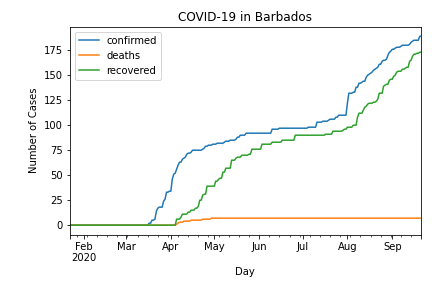 COVID-19 in Barbados
confirmed
deaths
recovered
Number of Cases
175
150
125
100
75
50
25
0
Feb Mar Apr May Jun Jul Aug Sep
2020
Day